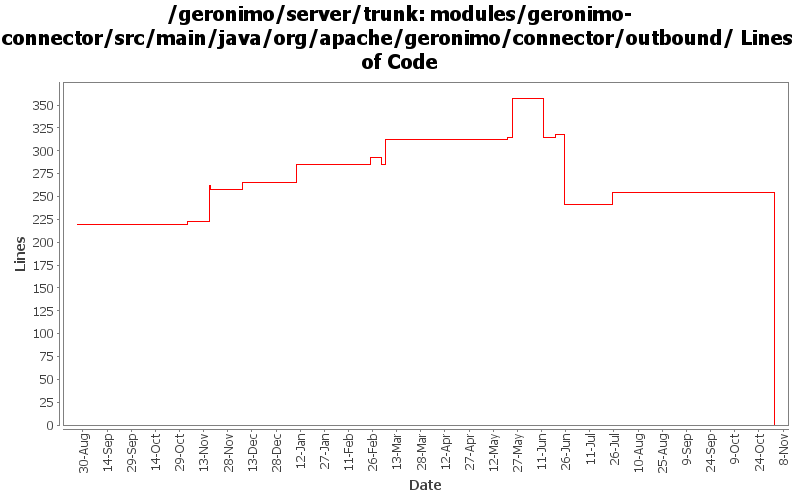 /geronimo/server/trunk: modules/geronimo-
connector/src/main/java/org/apache/geronimo/connector/outbound/ Lines
of Code
350
325
300
275
250
225
200
175
150
125
100
75
50
25
0
Lines
30-Aug
14-Sep
29-Sep
14-Oct
29-Oct
13-Nov
28-Nov
13-Dec
28-Dec
12-Jan
27-Jan
11-Feb
26-Feb
13-Mar
28-Mar
12-Apr
27-Apr
12-May
27-May
11-Jun
26-Jun
11-Jul
26-Jul
10-Aug
25-Aug
9-Sep
24-Sep
9-Oct
24-Oct
8-Nov
Date